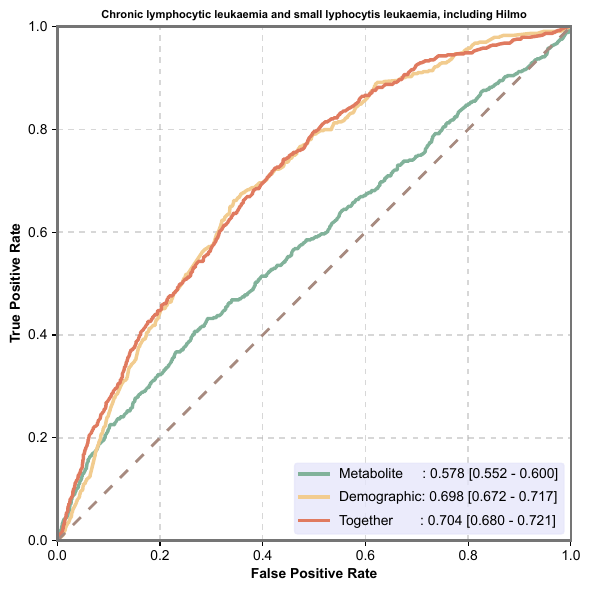 Chronic lymphocytic leukaemia and small lyphocytis leukaemia, including Hilmo
1.0
0.8
0.6
0.4
0.2
0.0
True Positive Rate
Metabolite : 0.578 [0.552 - 0.600]
Demographic: 0.698 [0.672 - 0.717]
Together : 0.704 [0.680 - 0.721]
0.0 0.2 0.4 0.6 0.8 1.0
False Positive Rate